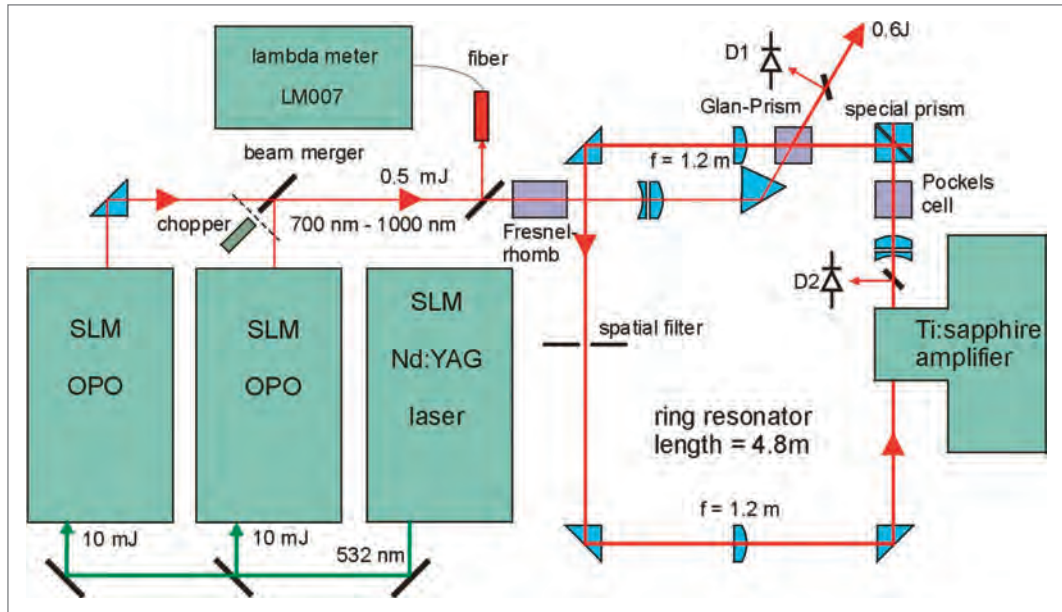 lambda meter
LM007
fiber
D1
0,6J
Glan-Prism
special prism
beam merger
0.5 mJ
f = 1.2 m
chopper
700 nm - 1000 nm
Fresnel-
rhomb
Pockels
cell
D2
SLM
OPO
SLM
OPO
SLM
Nd:YAG
laser
spatial filter
Ti:sapphire
amplifier
ring resonator
length = 4.8m
f = 1.2 m
10 mJ
10 mJ
532 nm